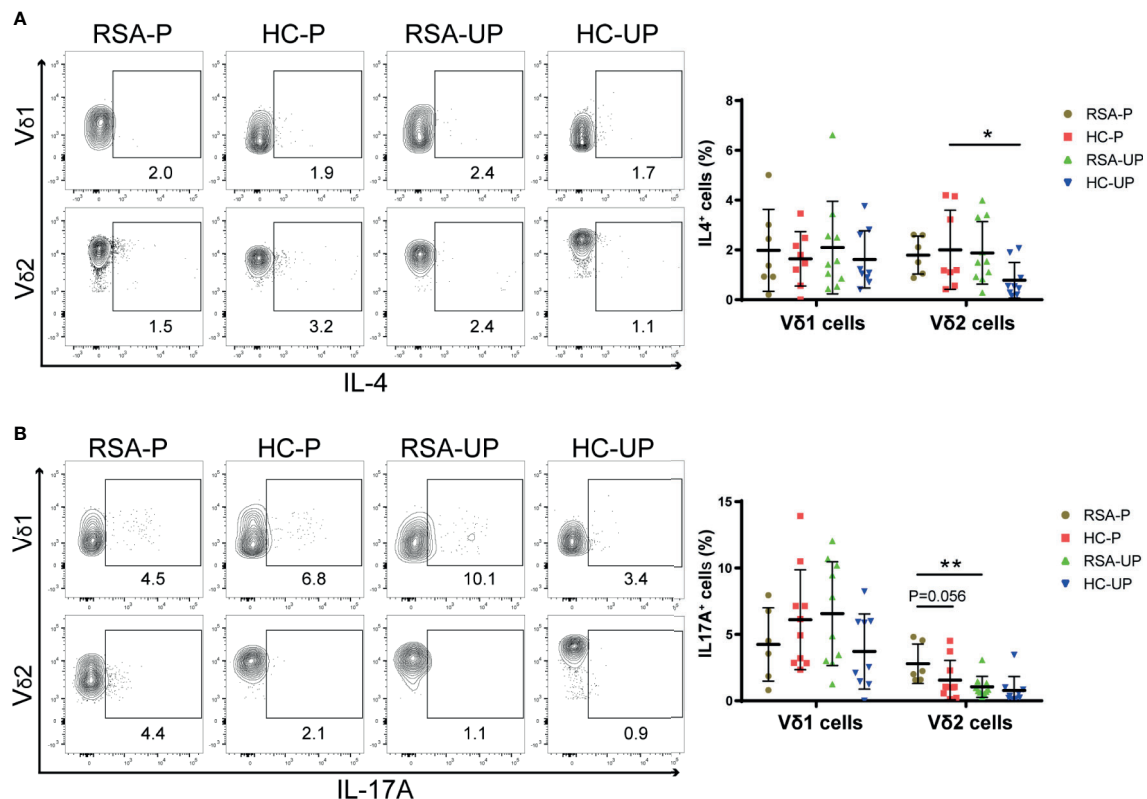 A
RSA-P HC-P RSA-UP HC-UP
Vδ1
2.0 1.9 2.4 1.7
Vδ2
1.5 3.2 2.4 1.1
IL-4
IL4⁺ cells (%)
8
6
4
2
0
*
RSA-P
HC-P
RSA-UP
HC-UP
Vδ1 cells Vδ2 cells
B
RSA-P HC-P RSA-UP HC-UP
Vδ1
4.5 6.8 10.1 3.4
Vδ2
4.4 2.1 1.1 0.9
IL-17A
IL17A⁺ cells (%)
15
10
5
0
**
P=0.056
RSA-P
HC-P
RSA-UP
HC-UP
Vδ1 cells Vδ2 cells